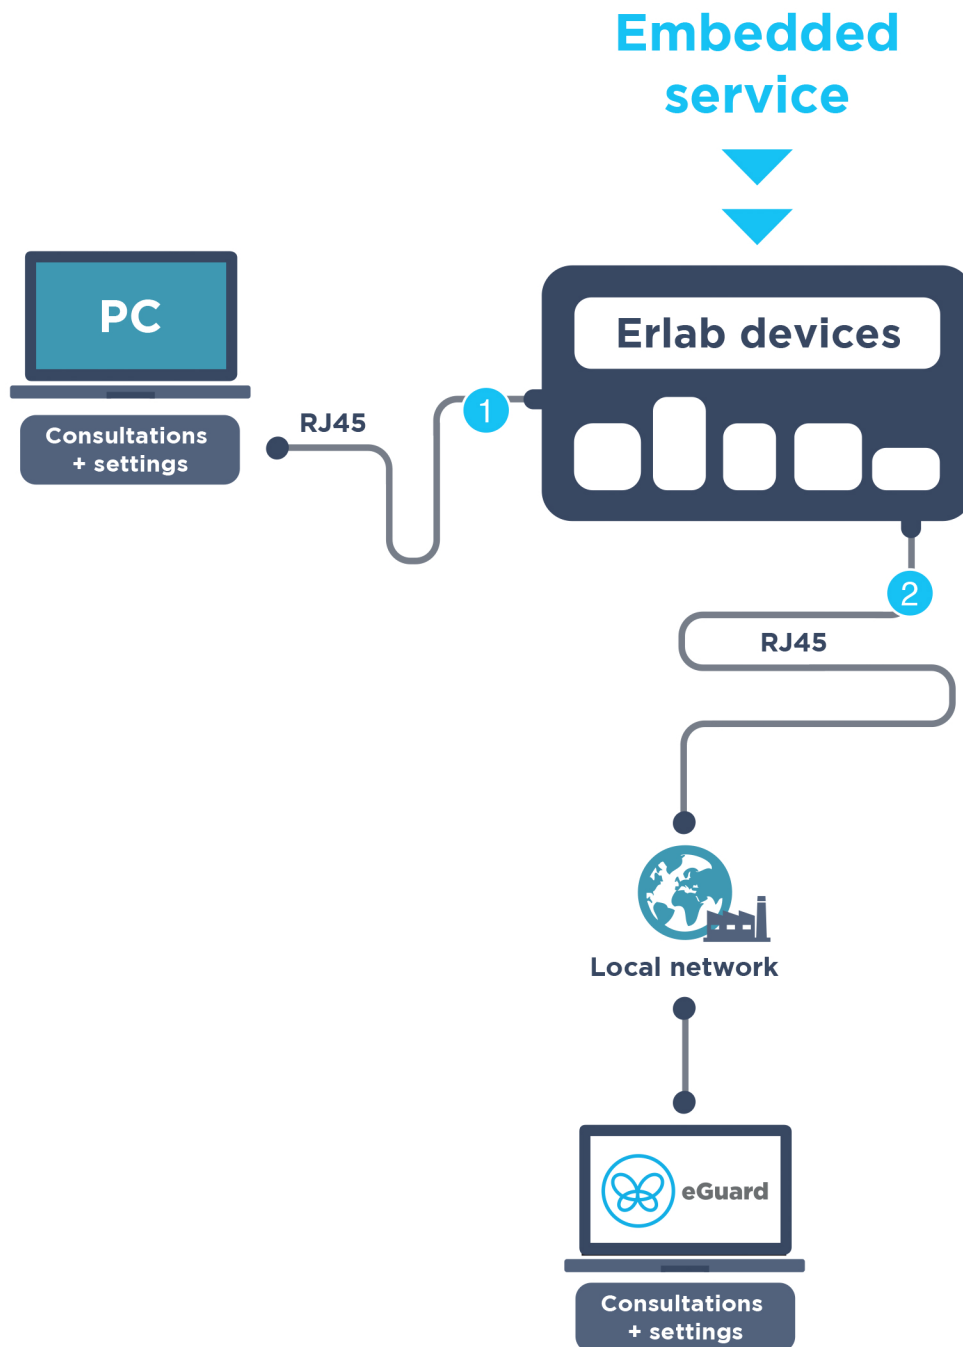 Embedded
service
PC
Erlab devices
Consultations
+ settings
RJ45
1
2
RJ45
Local network
eGuard
Consultations
+ settings